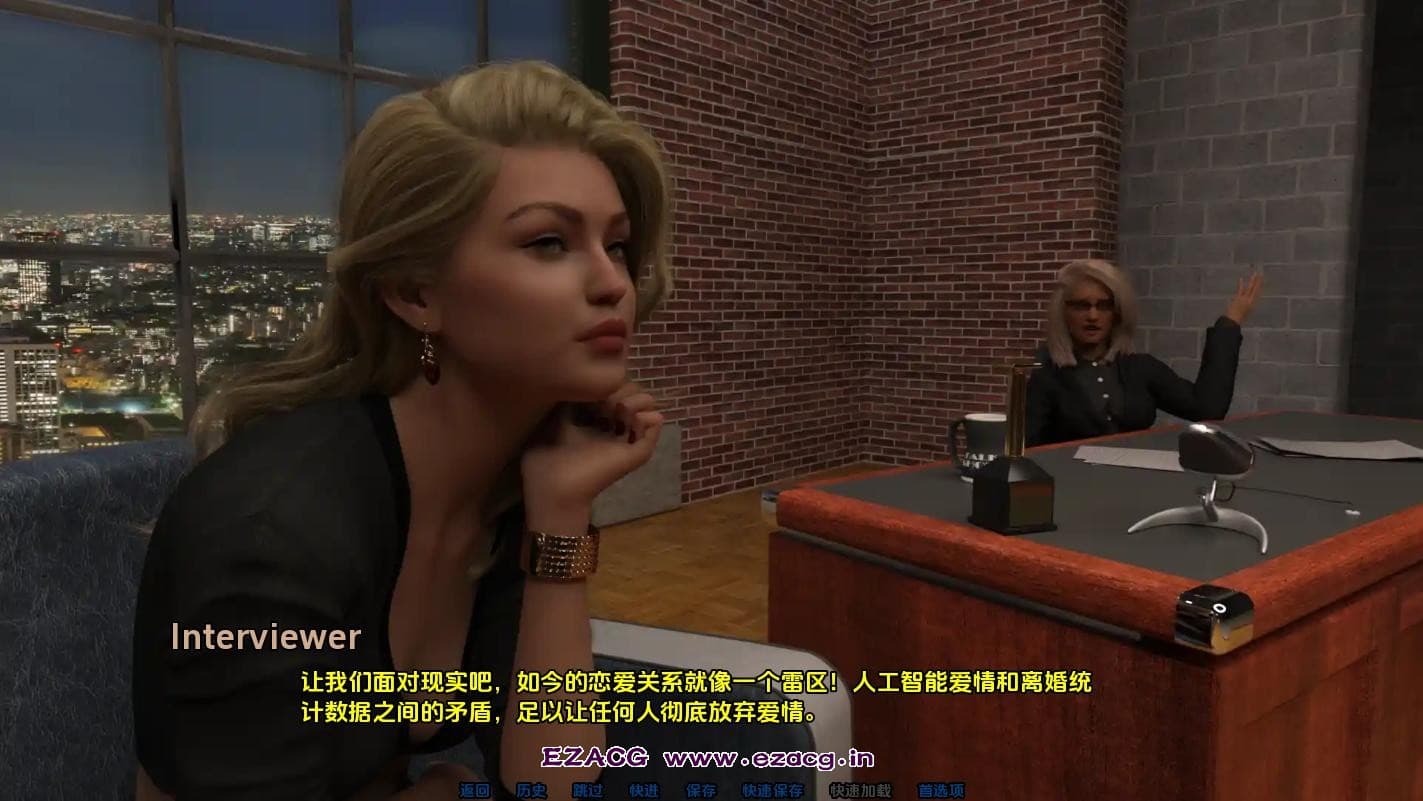 Interviewer
让我们面对现实吧，如今的恋爱关系就像一个雷区！人工智能爱情和离婚统
计数据之间的矛盾，足以让任何人彻底放弃爱情。
EZACG www.ezacg.in
返回 历史 跳过 快进 保存 快速保存 快速加载 首选项